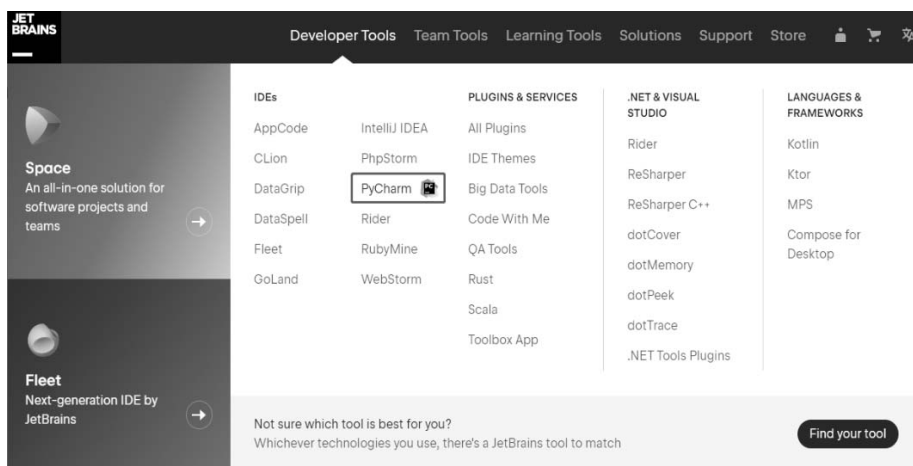 JET
BRAINS
Developer Tools Team Tools Learning Tools Solutions Support Store
Space
An all-in-one solution for
software projects and
teams
Fleet
Next-generation IDE by
JetBrains
IDEs
AppCode
CLion
DataGrip
DataSpell
Fleet
GoLand
IntelliJ IDEA
PhpStorm
PyCharm PC
Rider
RubyMine
WebStorm
PLUGINS & SERVICES
All Plugins
IDE Themes
Big Data Tools
Code With Me
QA Tools
Rust
Scala
Toolbox App
.NET & VISUAL
STUDIO
Rider
ReSharper
ReSharper C++
dotCover
dotMemory
dotPeek
dotTrace
.NET Tools Plugins
LANGUAGES &
FRAMEWORKS
Kotlin
Ktor
MPS
Compose for
Desktop
Not sure which tool is best for you?
Whichever technologies you use, there's a JetBrains tool to match
Find your tool